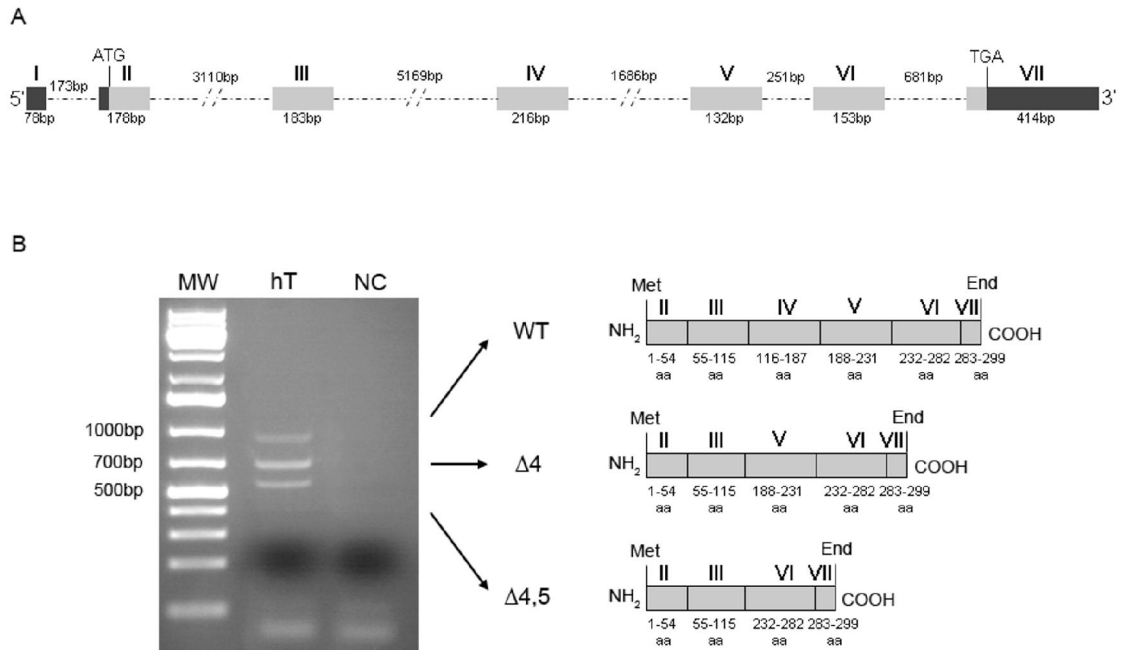 A
ATG
TGA
I II III IV V VI VII
173bp 3110bp 5169bp 1686bp 251bp 681bp
5' 3'
78bp 178bp 183bp 216bp 132bp 153bp 414bp
B
MW hT NC
1000bp
700bp
500bp
WT
Δ4
Δ4,5
Met End
II III IV V VI VII
NH2 COOH
1-54 55-115 116-187 188-231 232-282 283-299
aa aa aa aa aa aa
Met End
II III V VI VII
NH2 COOH
1-54 55-115 188-231 232-282 283-299
aa aa aa aa aa
Met End
II III VI VII
NH2 COOH
1-54 55-115 232-282 283-299
aa aa aa aa